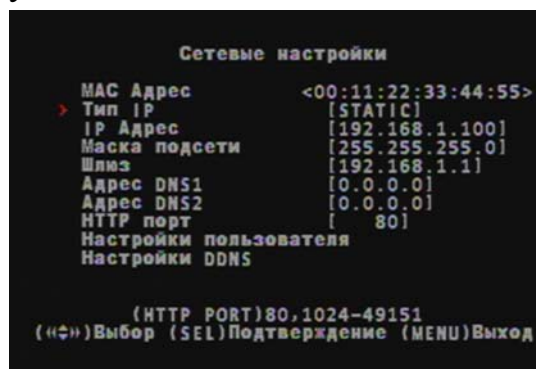 Сетевые настройки
MAC Адрес <00:11:22:33:44:55>
Тип IP [STATIC]
IP Адрес [192.168.1.100]
Маска подсети [255.255.255.0]
Шлюз [192.168.1.1]
Адрес DNS1 [0.0.0.0]
Адрес DNS2 [0.0.0.0]
HTTP порт [ 80]
Настройки пользователя
Настройки DDNS
(HTTP PORT)80,1024-49151
(⏪⬍⏩)Выбор (SEL)Подтверждение (MENU)Выход